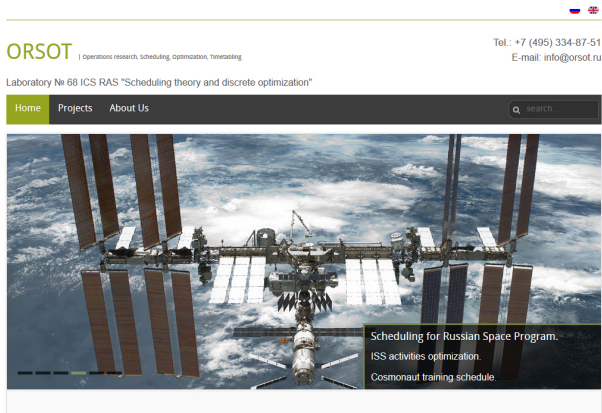 Tel.: +7 (495) 334-87-51
ORSOT | Operations research, Scheduling, Optimization, Timetabling
E-mail: info@orsot.ru
Laboratory № 68 ICS RAS "Scheduling theory and discrete optimization"
Home Projects About Us search...
Scheduling for Russian Space Program.
ISS activities optimization.
Cosmonaut training schedule.